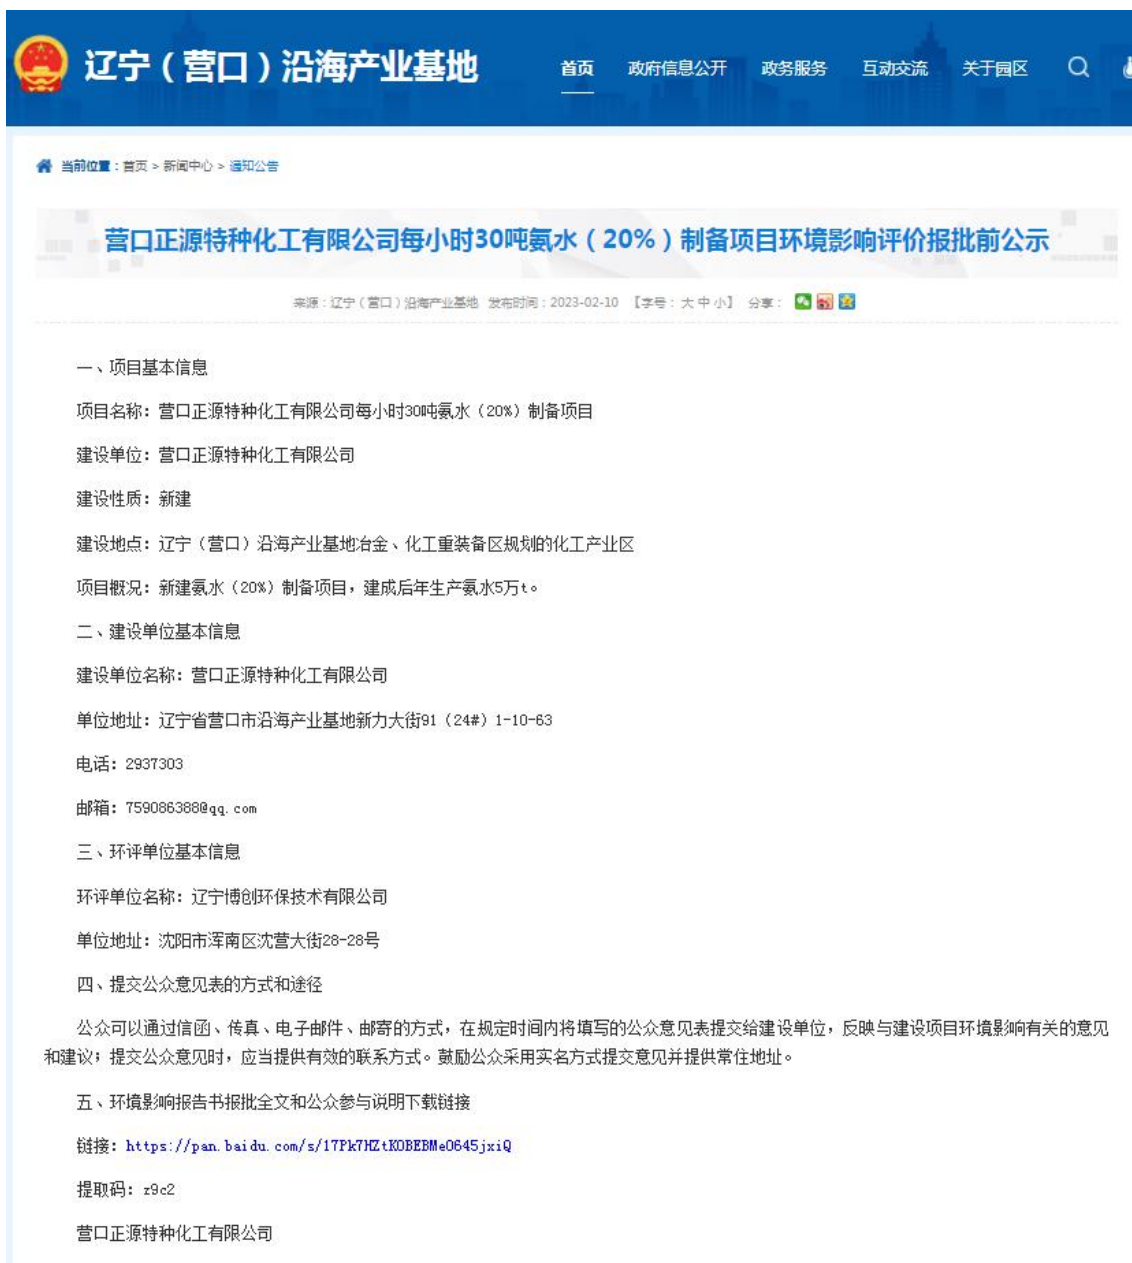 辽宁（营口）沿海产业基地
首页 政府信息公开 政务服务 互动交流 关于园区
当前位置：首页 > 新闻中心 > 通知公告
营口正源特种化工有限公司每小时30吨氨水（20%）制备项目环境影响评价报批前公示
来源：辽宁（营口）沿海产业基地 发布时间：2023-02-10 【字号：大 中 小】 分享：
一、项目基本信息
项目名称：营口正源特种化工有限公司每小时30吨氨水（20%）制备项目
建设单位：营口正源特种化工有限公司
建设性质：新建
建设地点：辽宁（营口）沿海产业基地冶金、化工重装备区规划的化工产业区
项目概况：新建氨水（20%）制备项目，建成后年生产氨水5万t。
二、建设单位基本信息
建设单位名称：营口正源特种化工有限公司
单位地址：辽宁省营口市沿海产业基地新力大街91（24#）1-10-63
电话：2937303
邮箱：759086388@qq.com
三、环评单位基本信息
环评单位名称：辽宁博创环保技术有限公司
单位地址：沈阳市浑南区沈营大街28-28号
四、提交公众意见表的方式和途径
公众可以通过信函、传真、电子邮件、邮寄的方式，在规定时间内将填写的公众意见表提交给建设单位，反映与建设项目环境影响有关的意见
和建议；提交公众意见时，应当提供有效的联系方式。鼓励公众采用实名方式提交意见并提供常住地址。
五、环境影响报告书报批全文和公众参与说明下载链接
链接：https://pan.baidu.com/s/17Pk7HZtKOBEBMeO645jxiQ
提取码：z9c2
营口正源特种化工有限公司